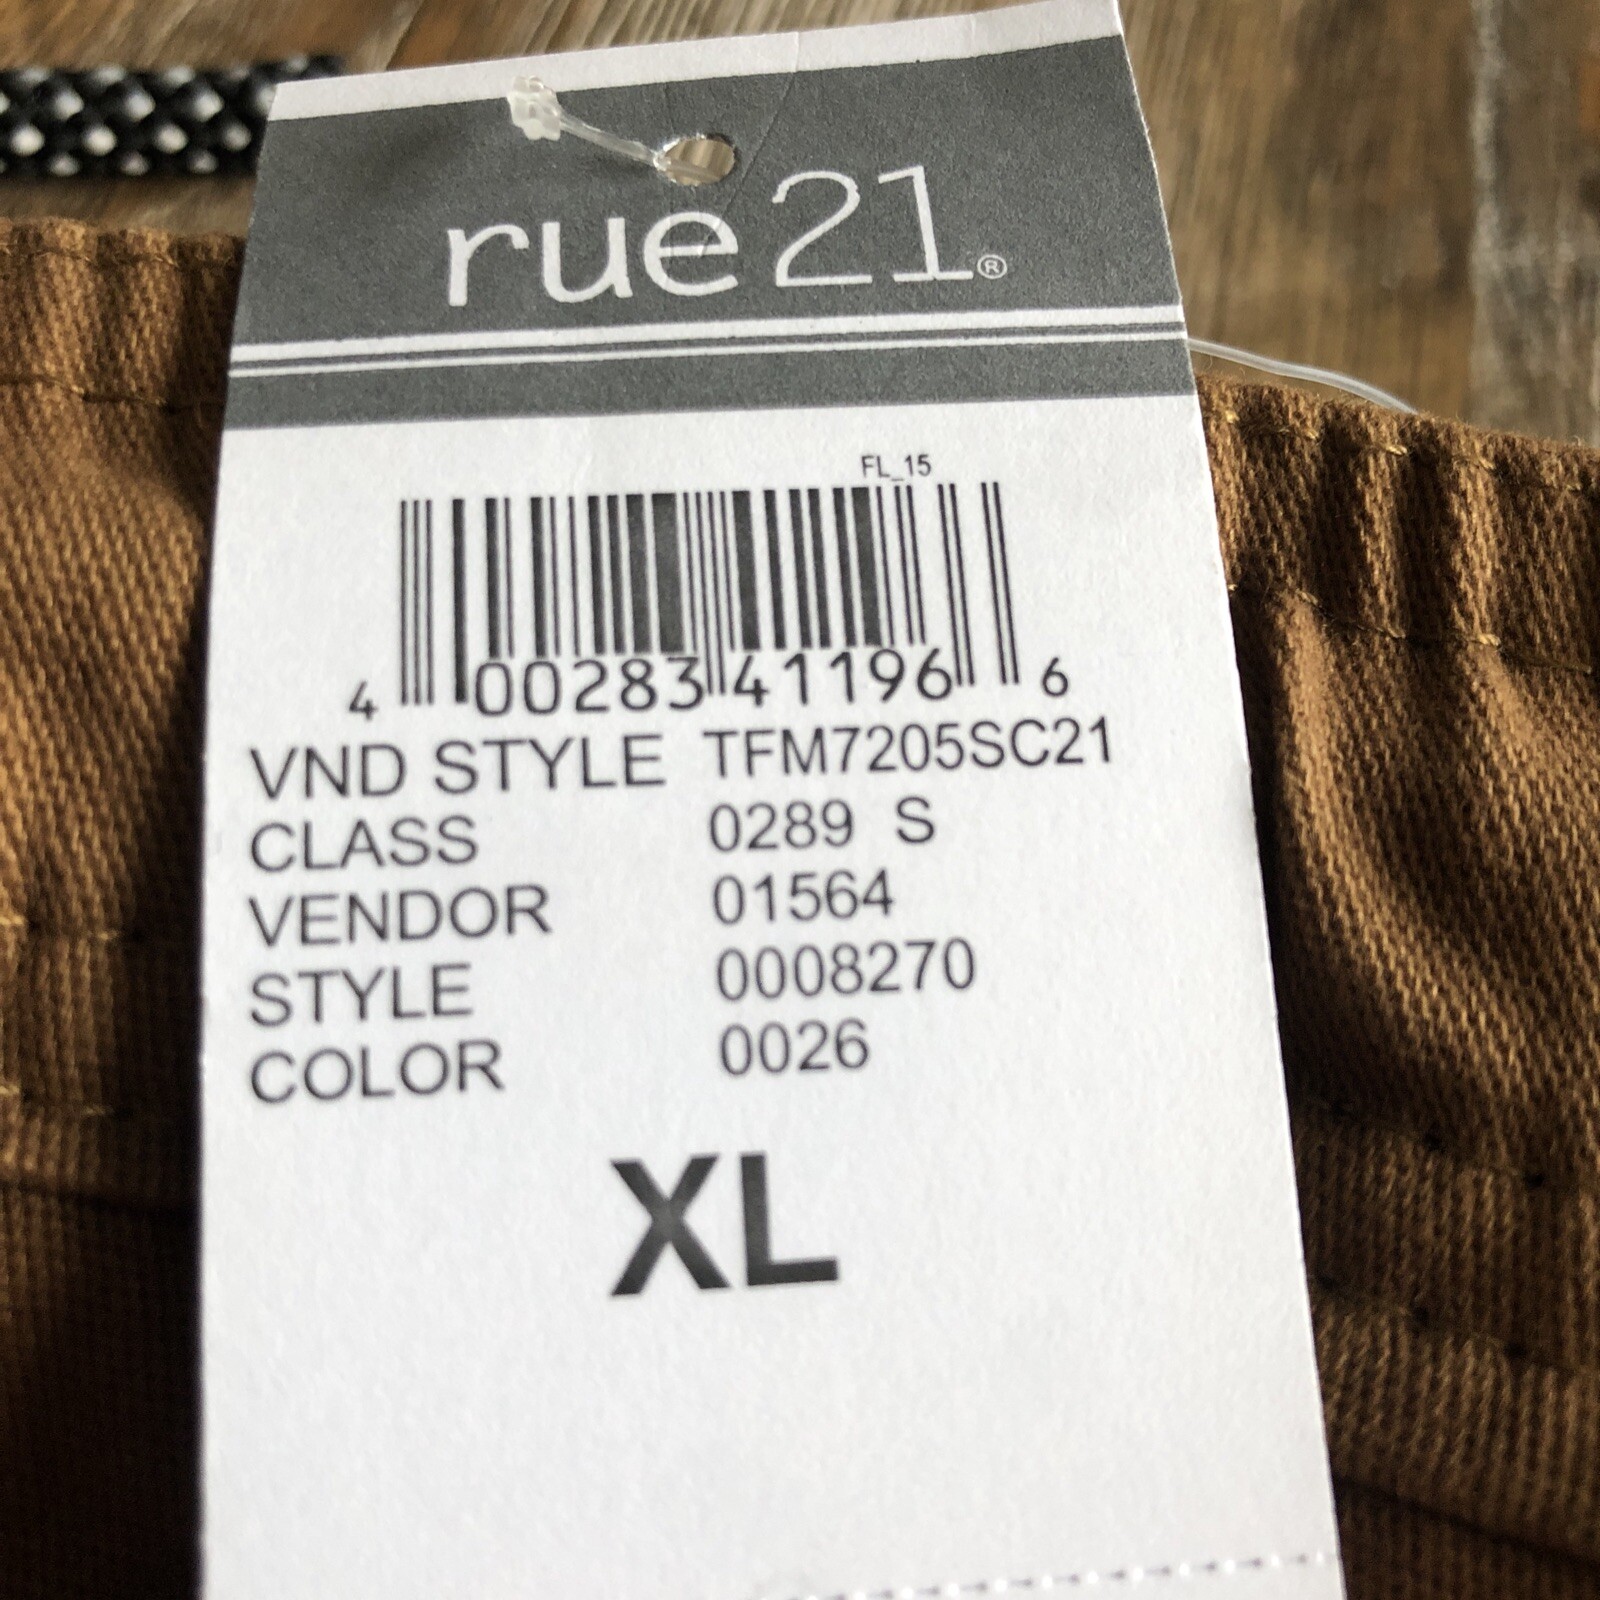 rue21®
FL_15
4 00283 41196 6
VND STYLE TFM7205SC21
CLASS 0289 S
VENDOR 01564
STYLE 0008270
COLOR 0026
XL